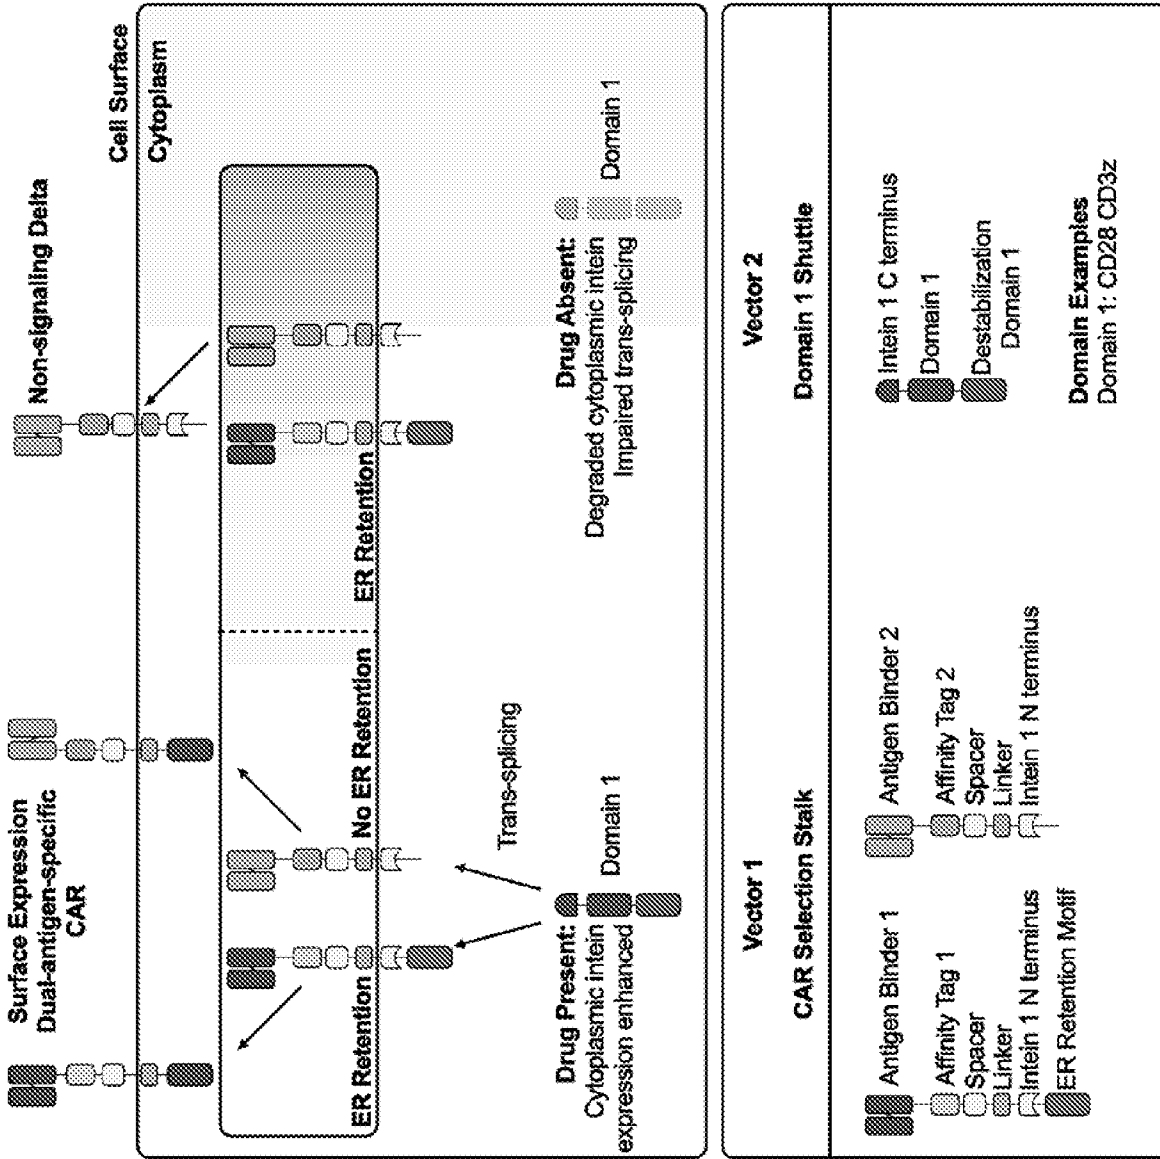 Surface Expression
Dual-antigen-specific
CAR
Non-signaling Delta
Cell Surface
Cytoplasm
ER Retention
No ER Retention
ER Retention
Trans-splicing
Drug Present:
Cytoplasmic intein
expression enhanced
Domain 1
Drug Absent:
Degraded cytoplasmic intein
Impaired trans-splicing
Domain 1
Vector 1
CAR Selection Stalk
Antigen Binder 1
Affinity Tag 1
Spacer
Linker
Intein 1 N terminus
ER Retention Motif
Antigen Binder 2
Affinity Tag 2
Spacer
Linker
Intein 1 N terminus
Vector 2
Domain 1 Shuttle
Intein 1 C terminus
Domain 1
Destabilization
Domain 1
Domain Examples
Domain 1: CD28 CD3z